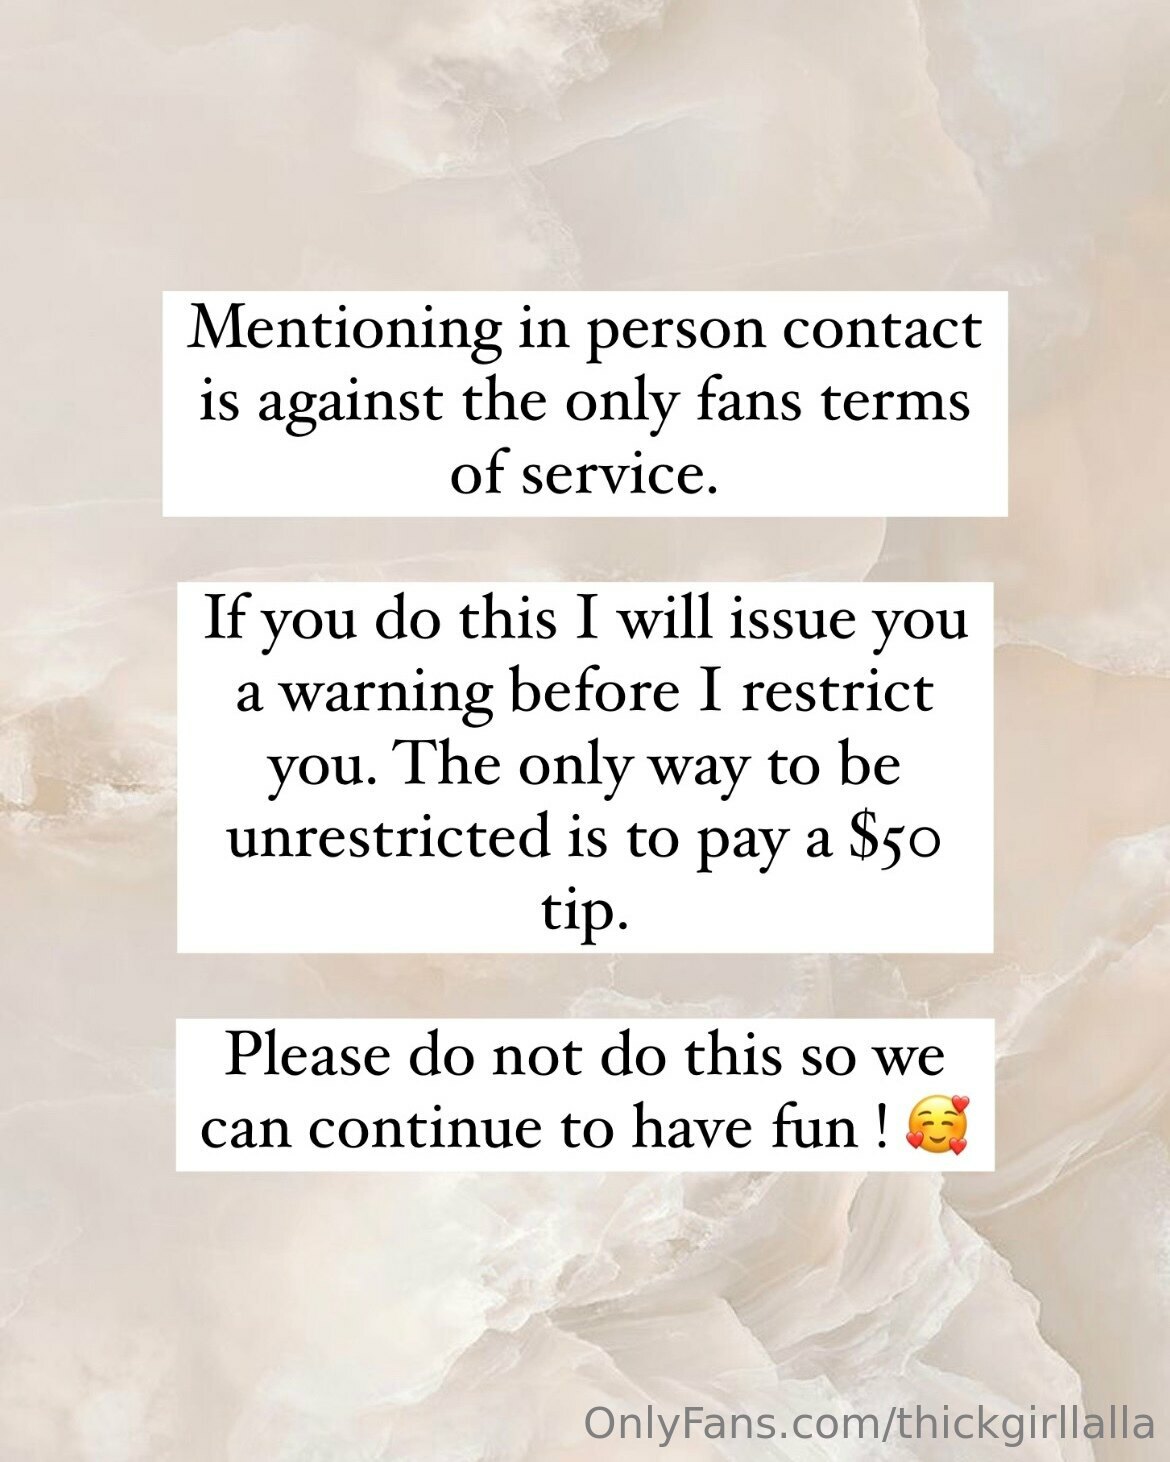 Mentioning in person contact
is against the only fans terms
of service.
If you do this I will issue you
a warning before I restrict
you. The only way to be
unrestricted is to pay a $50
tip.
Please do not do this so we
can continue to have fun ! 🥰
OnlyFans.com/thickgirllalla